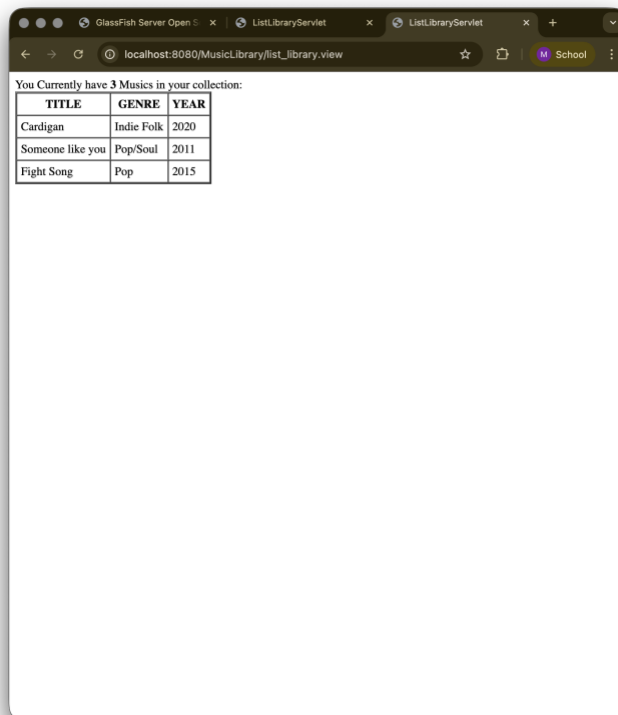 GlassFish Server Open S
ListLibraryServlet
ListLibraryServlet
localhost:8080/MusicLibrary/list_library.view
M School
You Currently have 3 Musics in your collection:
TITLE GENRE YEAR
Cardigan Indie Folk 2020
Someone like you Pop/Soul 2011
Fight Song Pop 2015